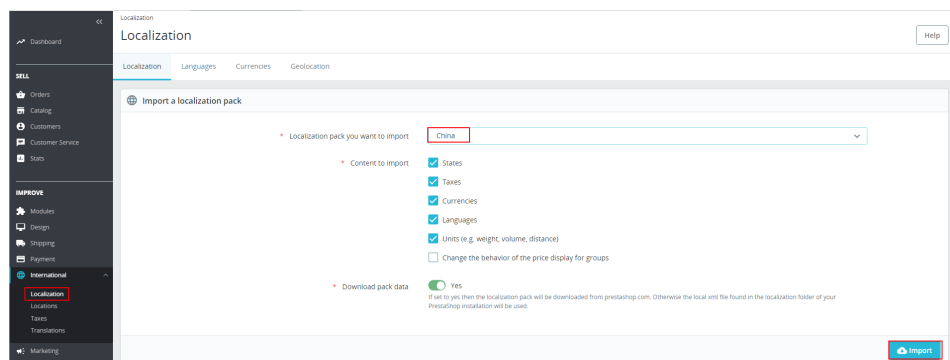 Localization
Localization
Help
Dashboard
SELL
Orders
Catalog
Customers
Customer Service
Stats
IMPROVE
Modules
Design
Shipping
Payment
International
Localization
Locations
Taxes
Translations
Marketing
Localization Languages Currencies Geolocation
Import a localization pack
* Localization pack you want to import China
* Content to import States
Taxes
Currencies
Languages
Units (e.g. weight, volume, distance)
Change the behavior of the price display for groups
* Download pack data Yes
If set to yes then the localization pack will be downloaded from prestashop.com. Otherwise the local xml file found in the localization folder of your
PrestaShop installation will be used.
Import